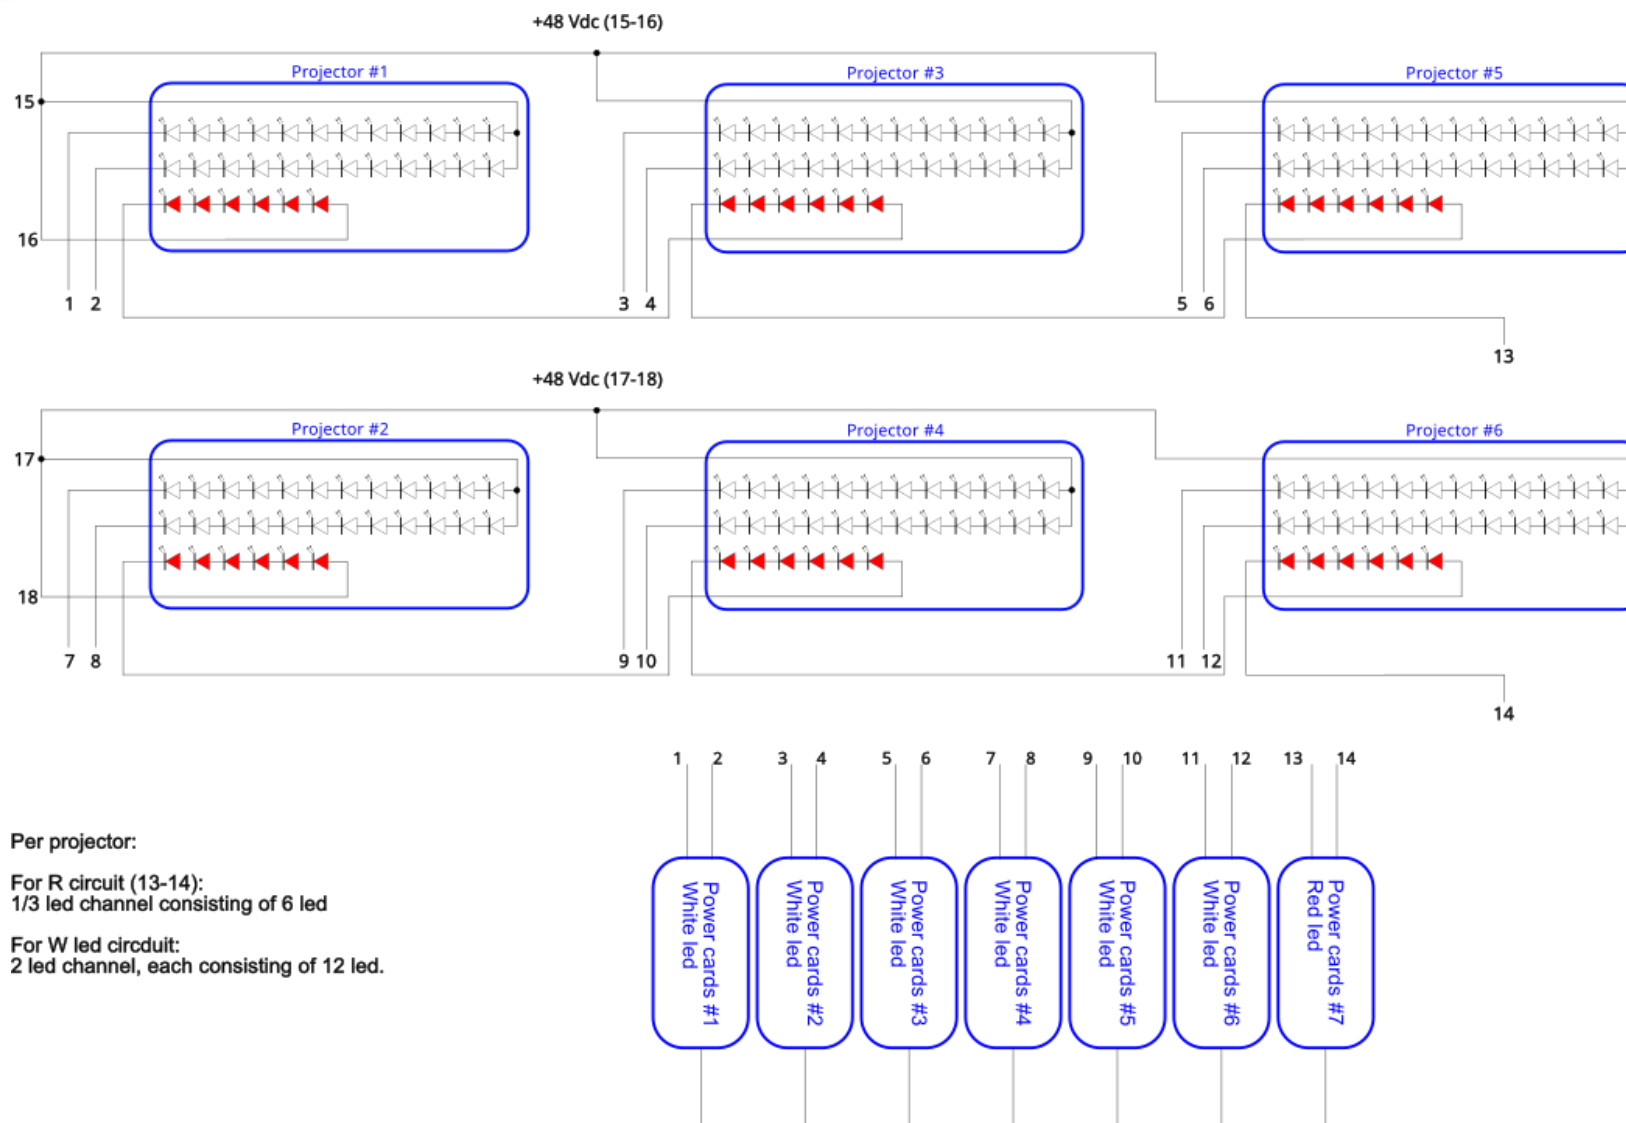 +48 Vdc (15-16)
Projector #1
Projector #3
Projector #5
15
16
1 2
3 4
5 6
13
+48 Vdc (17-18)
Projector #2
Projector #4
Projector #6
17
18
7 8
9 10
11 12
14
1 2 3 4 5 6 7 8 9 10 11 12 13 14
Per projector:
For R circuit (13-14):
1/3 led channel consisting of 6 led
For W led circduit:
2 led channel, each consisting of 12 led.
Power cards #1
White led
Power cards #2
White led
Power cards #3
White led
Power cards #4
White led
Power cards #5
White led
Power cards #6
White led
Power cards #7
Red led